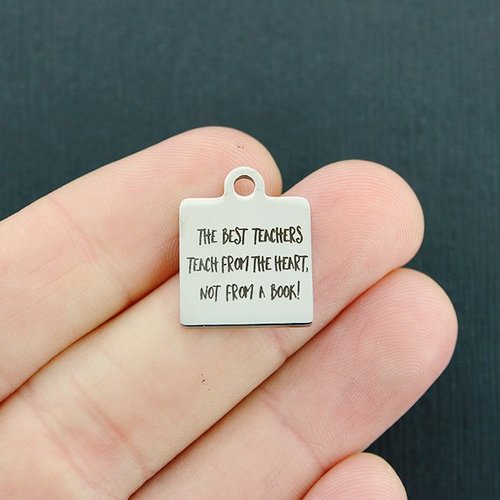 THE BEST TEACHERS
TEACH FROM THE HEART,
NOT FROM A BOOK!